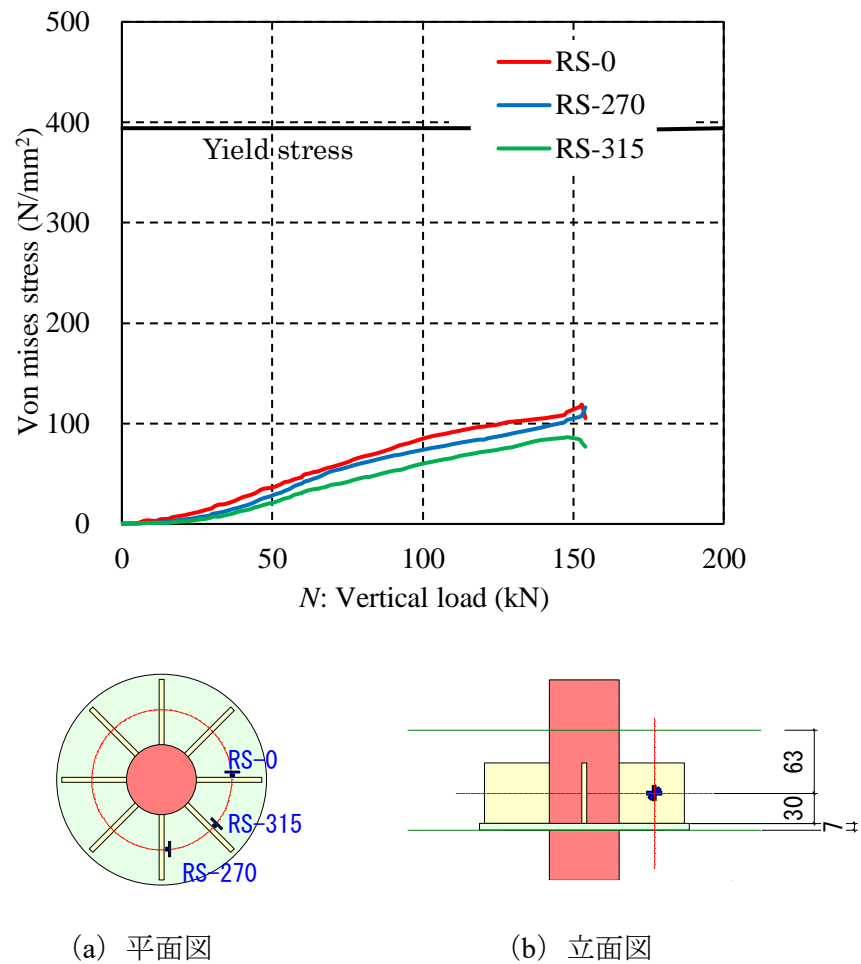 500
400
300
200
100
0
Von mises stress (N/mm²)
RS-0
RS-270
RS-315
Yield stress
0 50 100 150 200
N: Vertical load (kN)
RS-0
RS-315
RS-270
63
30
7
(a) 平面図
(b) 立面図